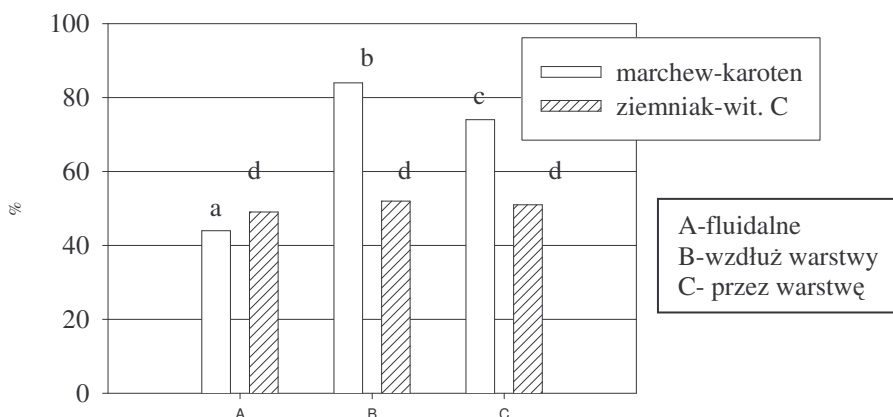 100
80
60
40
20
0
%
a
d
b
d
c
d
A
B
C
marchew-karoten
ziemniak-wit. C
A-fluidalne
B-wzdłuż warstwy
C- przez warstwę